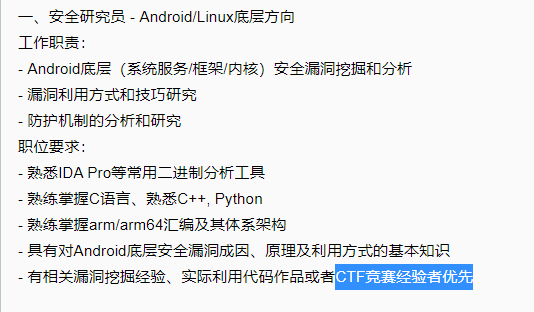 一、安全研究员 - Android/Linux底层方向
工作职责：
- Android底层（系统服务/框架/内核）安全漏洞挖掘和分析
- 漏洞利用方式和技巧研究
- 防护机制的分析和研究
职位要求：
- 熟悉IDA Pro等常用二进制分析工具
- 熟练掌握C语言、熟悉C++, Python
- 熟练掌握arm/arm64汇编及其体系架构
- 具有对Android底层安全漏洞成因、原理及利用方式的基本知识
- 有相关漏洞挖掘经验、实际利用代码作品或者CTF竞赛经验者优先